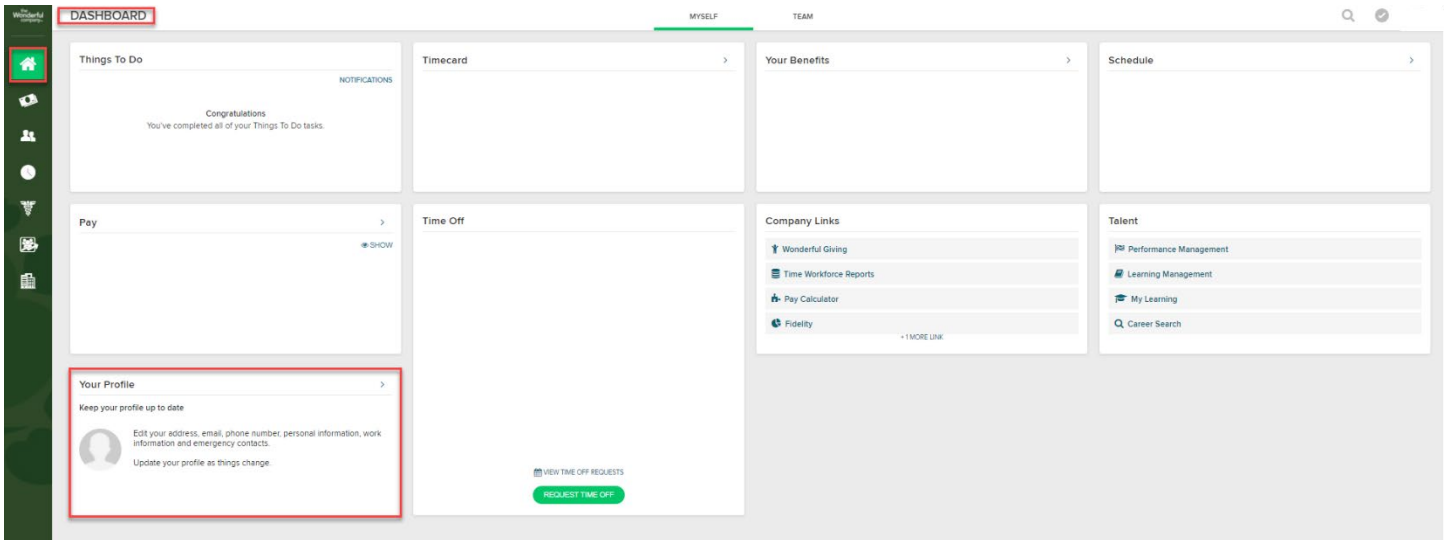 the
Wonderful
company.
DASHBOARD
MYSELF
TEAM
Things To Do
NOTIFICATIONS
Congratulations
You've completed all of your Things To Do tasks.
Timecard
Your Benefits
Schedule
Pay
SHOW
Time Off
VIEW TIME OFF REQUESTS
REQUEST TIME OFF
Company Links
Wonderful Giving
Time Workforce Reports
Pay Calculator
Fidelity
+ 1 MORE LINK
Talent
Performance Management
Learning Management
My Learning
Career Search
Your Profile
Keep your profile up to date
Edit your address, email, phone number, personal information, work
information and emergency contacts.
Update your profile as things change.